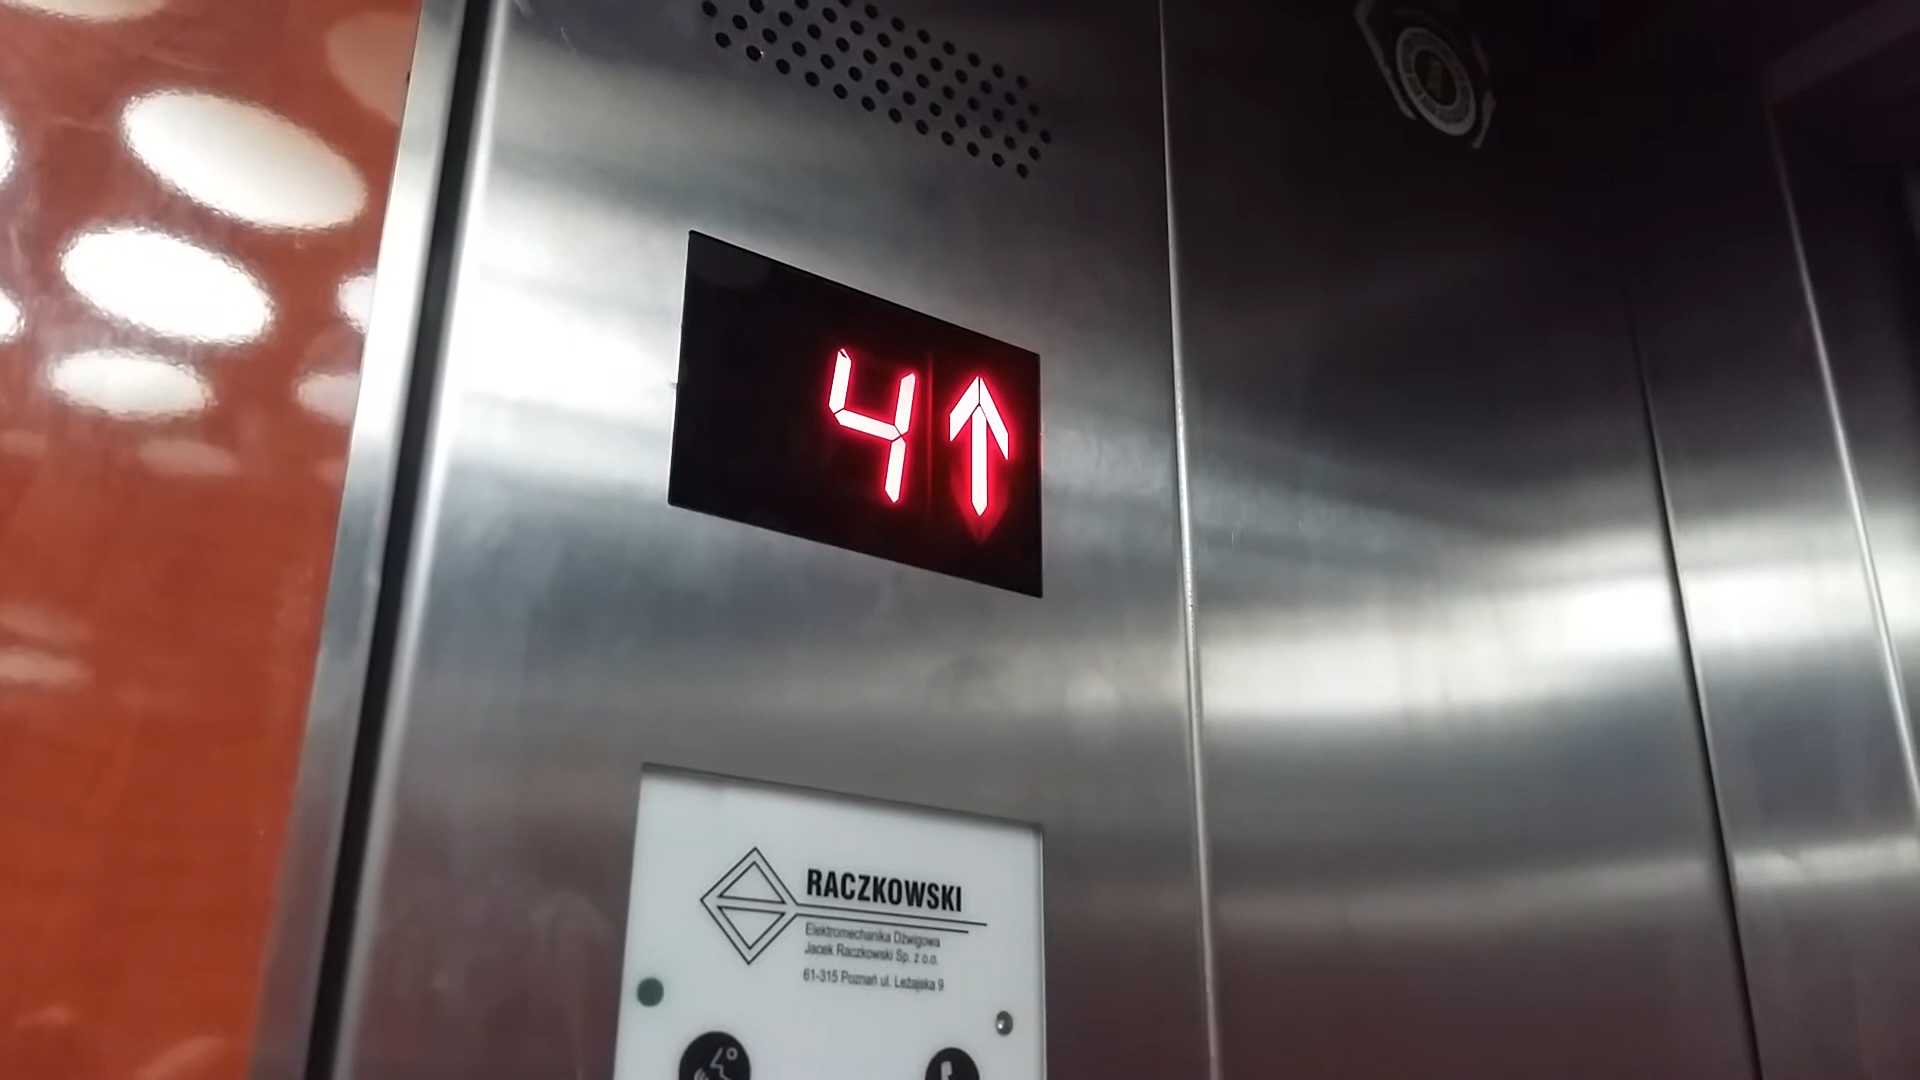 4↑
RACZKOWSKI
Elektromechanika Dźwigowa
Jacek Raczkowski Sp. z o.o.
61-315 Poznań ul. Leżajska 9